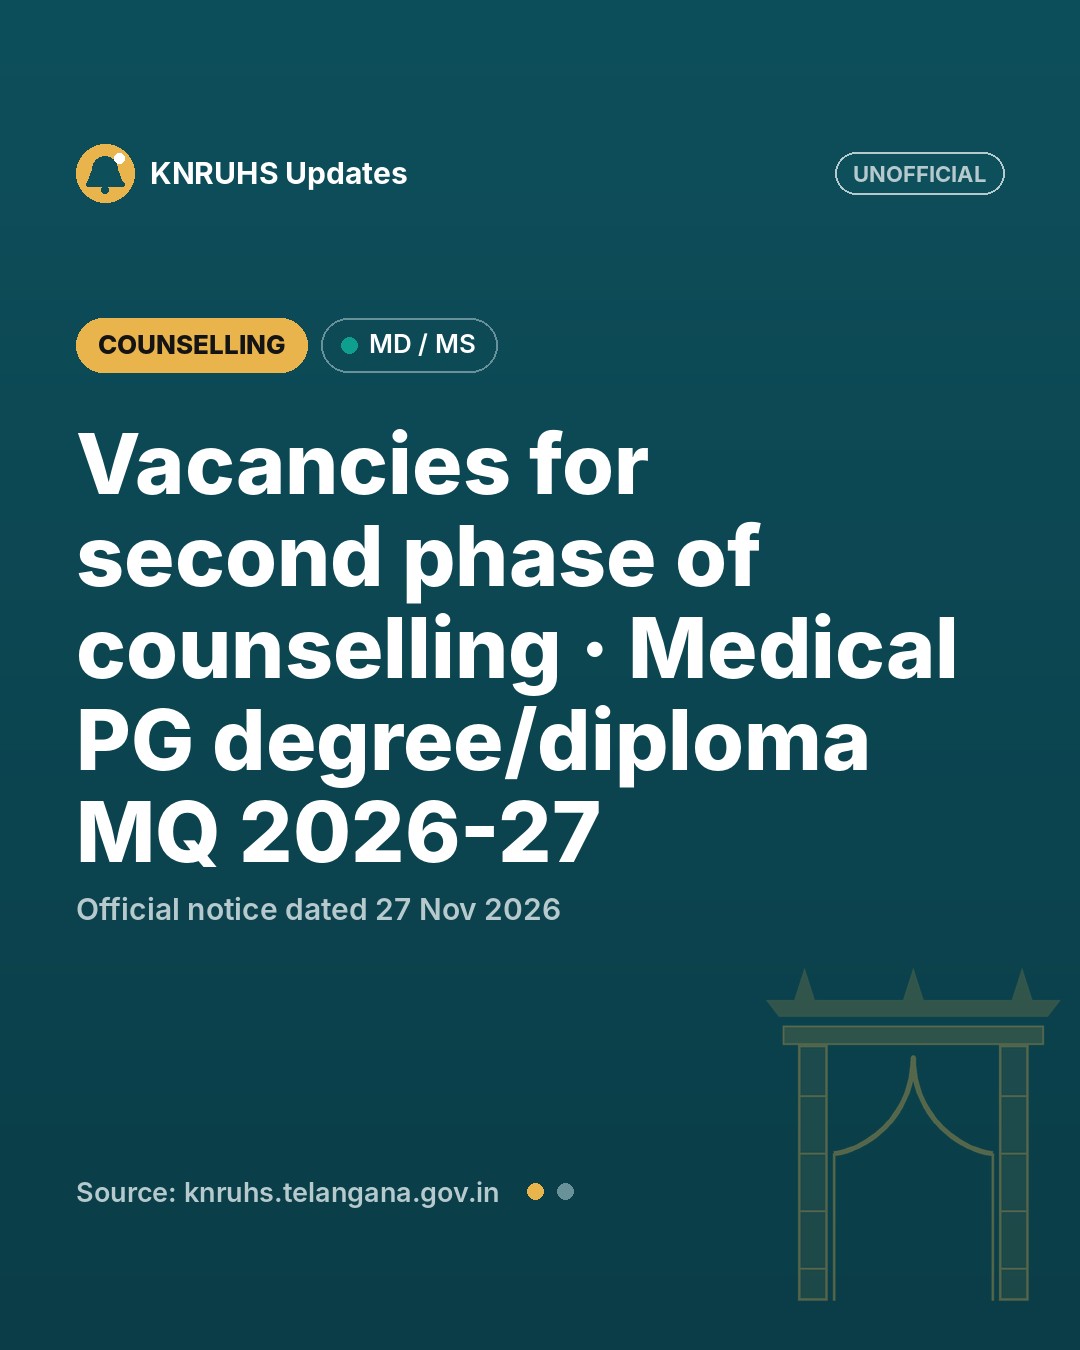 KNRUHS Updates
UNOFFICIAL
COUNSELLING
MD / MS
Vacancies for
second phase of
counselling · Medical
PG degree/diploma
MQ 2026-27
Official notice dated 27 Nov 2026
Source: knruhs.telangana.gov.in